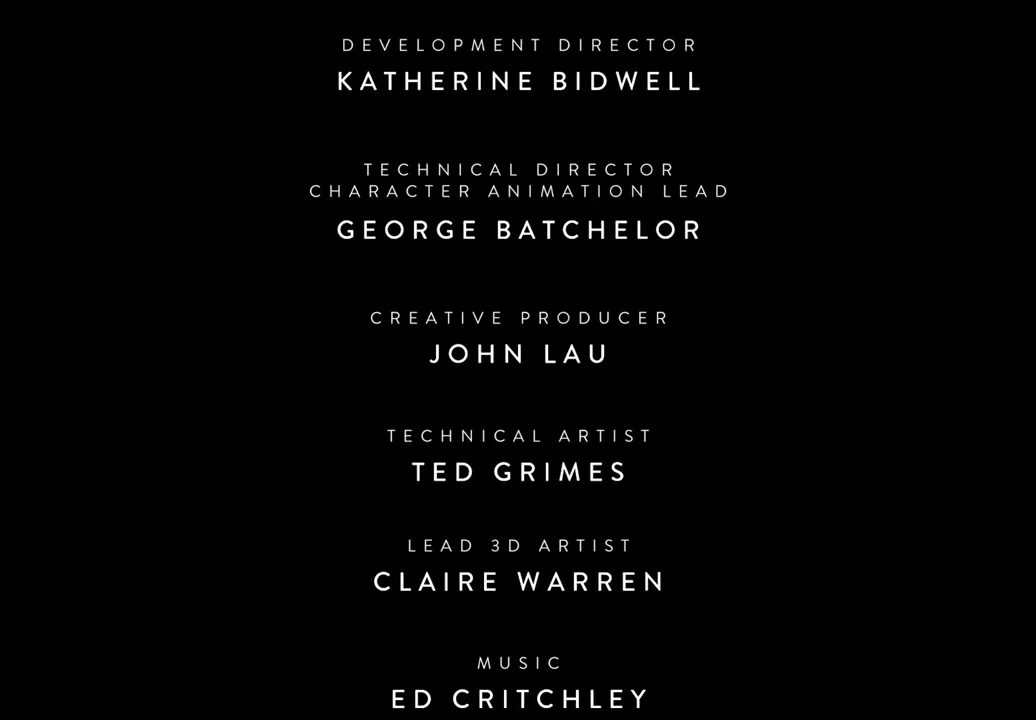 DEVELOPMENT DIRECTOR
KATHERINE BIDWELL
TECHNICAL DIRECTOR
CHARACTER ANIMATION LEAD
GEORGE BATCHELOR
CREATIVE PRODUCER
JOHN LAU
TECHNICAL ARTIST
TED GRIMES
LEAD 3D ARTIST
CLAIRE WARREN
MUSIC
ED CRITCHLEY